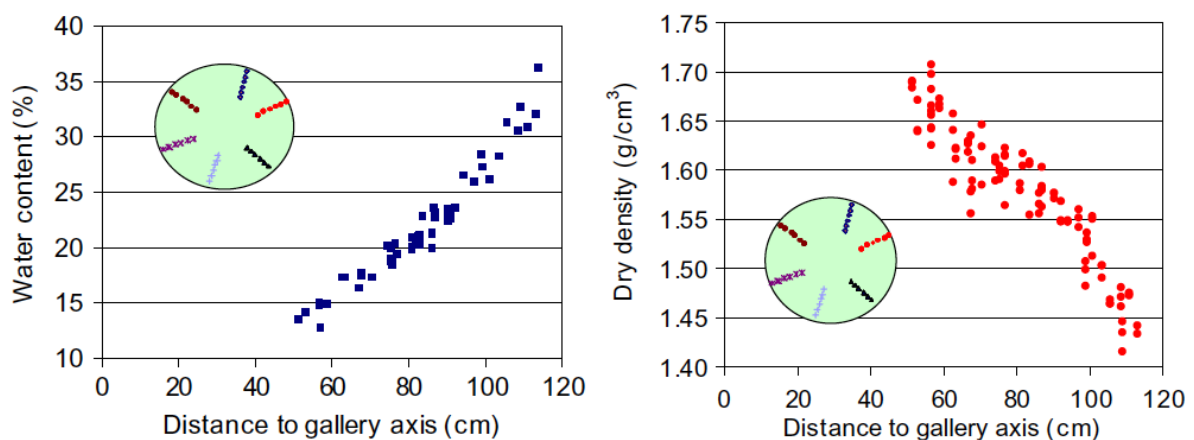 40
35
30
25
20
15
10
Water content (%)
0 20 40 60 80 100 120
Distance to gallery axis (cm)
1.75
1.70
1.65
1.60
1.55
1.50
1.45
1.40
Dry density (g/cm³)
0 20 40 60 80 100 120
Distance to gallery axis (cm)